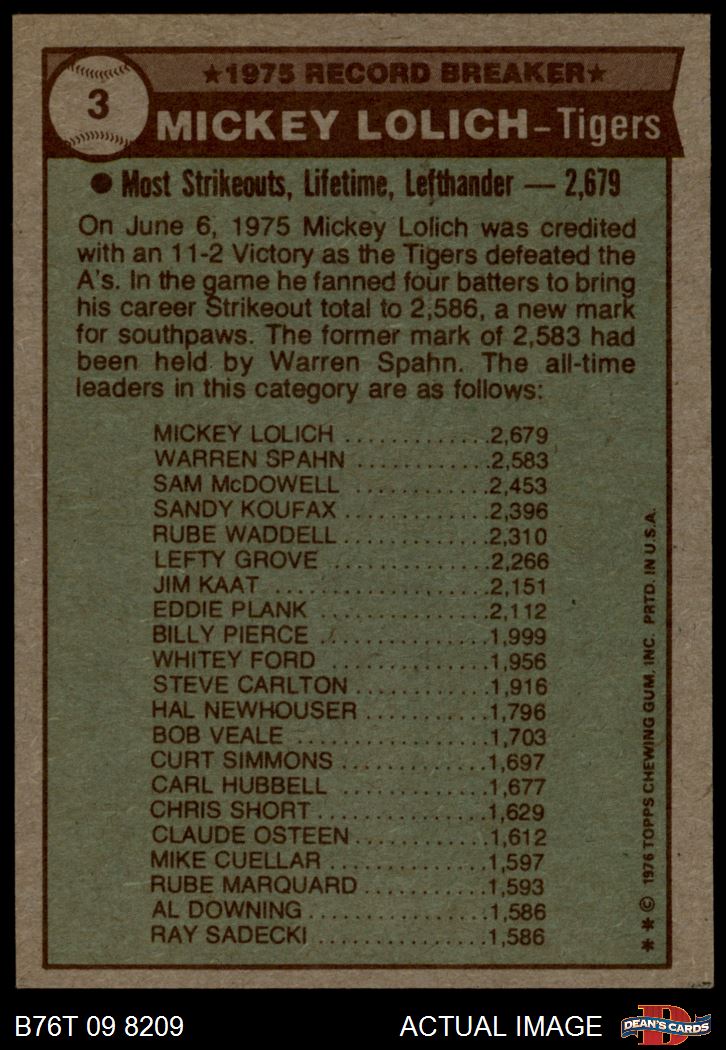 3
★1975 RECORD BREAKER★
MICKEY LOLICH – Tigers
● Most Strikeouts, Lifetime, Lefthander — 2,679
On June 6, 1975 Mickey Lolich was credited
with an 11-2 Victory as the Tigers defeated the
A's. In the game he fanned four batters to bring
his career Strikeout total to 2,586, a new mark
for southpaws. The former mark of 2,583 had
been held by Warren Spahn. The all-time
leaders in this category are as follows:
MICKEY LOLICH .............2,679
WARREN SPAHN ............2,583
SAM McDOWELL ............2,453
SANDY KOUFAX .............2,396
RUBE WADDELL.............2,310
LEFTY GROVE ..............2,266
JIM KAAT ....................2,151
EDDIE PLANK ...............2,112
BILLY PIERCE ...............1,999
WHITEY FORD ..............1,956
STEVE CARLTON ...........1,916
HAL NEWHOUSER ..........1,796
BOB VEALE .................1,703
CURT SIMMONS ............1,697
CARL HUBBELL .............1,677
CHRIS SHORT...............1,629
CLAUDE OSTEEN...........1,612
MIKE CUELLAR ..............1,597
RUBE MARQUARD ..........1,593
AL DOWNING................1,586
RAY SADECKI ...............1,586
** © 1976 TOPPS CHEWING GUM, INC. PRTD. IN U.S.A.
B76T 09 8209
ACTUAL IMAGE
D
DEAN'S CARDS